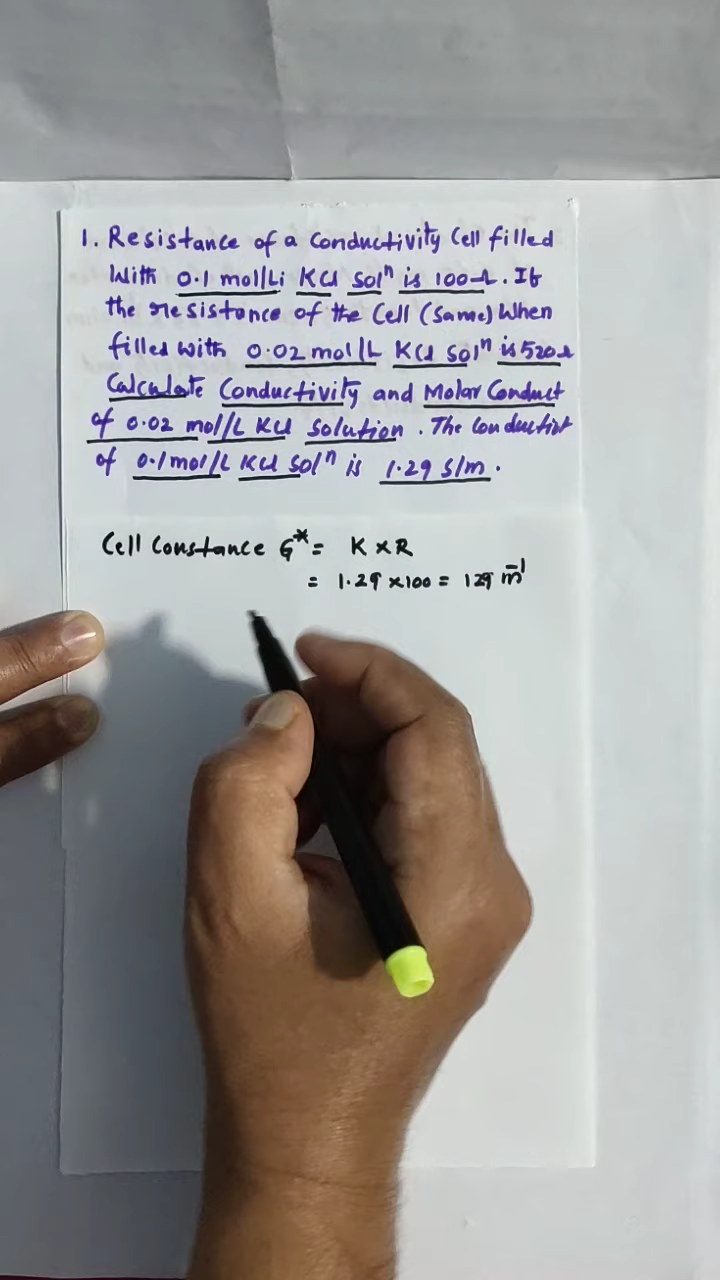 1. Resistance of a Conductivity Cell filled
With 0.1 mol/Li KCl Solⁿ is 100Ω. If
the resistance of the Cell (Same) When
filled with 0.02 mol/L KCl Solⁿ is 520Ω
Calculate Conductivity and Molar Conduct
of 0.02 mol/L KCl Solution. The Conductivt
of 0.1mol/L KCl Solⁿ is 1.29 S/m.
Cell Constance G* = K × R
= 1.29 ×100 = 129 m⁻¹